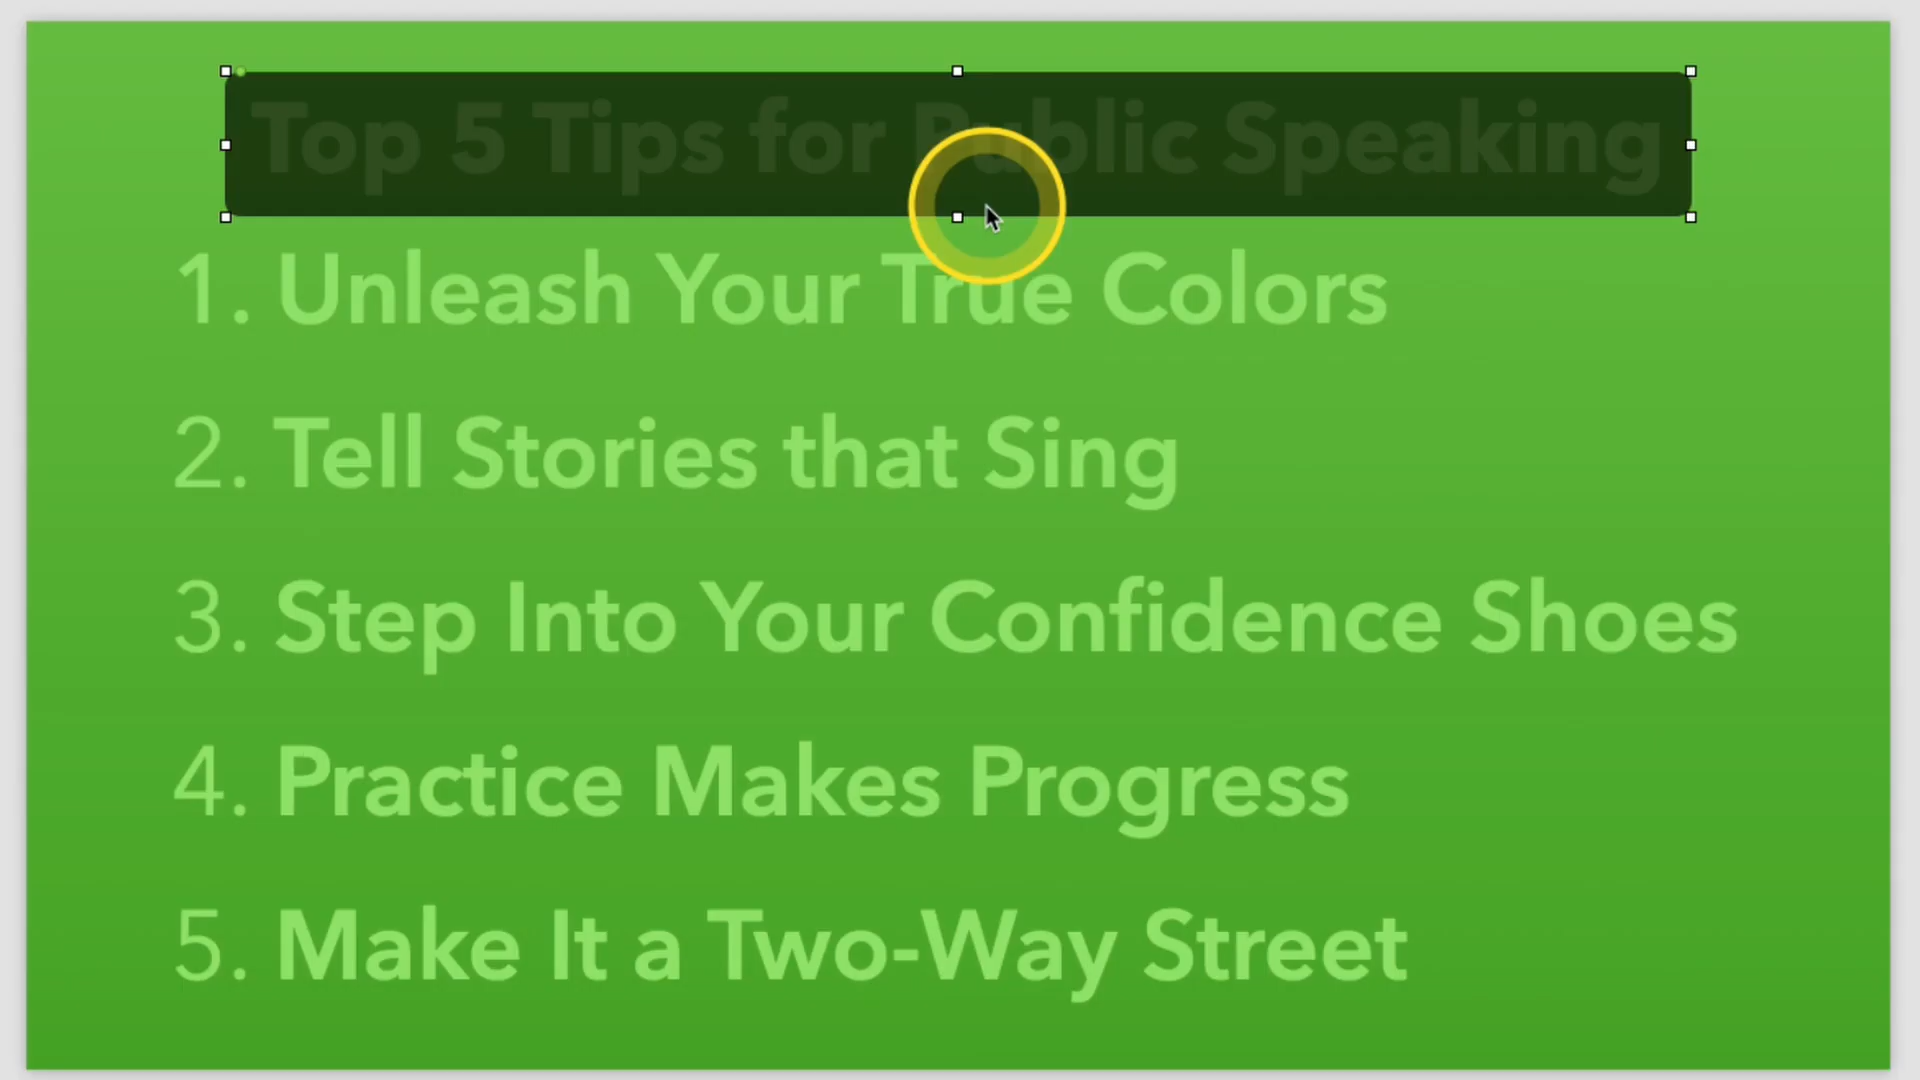 Top 5 Tips for Public Speaking
1. Unleash Your True Colors
2. Tell Stories that Sing
3. Step Into Your Confidence Shoes
4. Practice Makes Progress
5. Make It a Two-Way Street